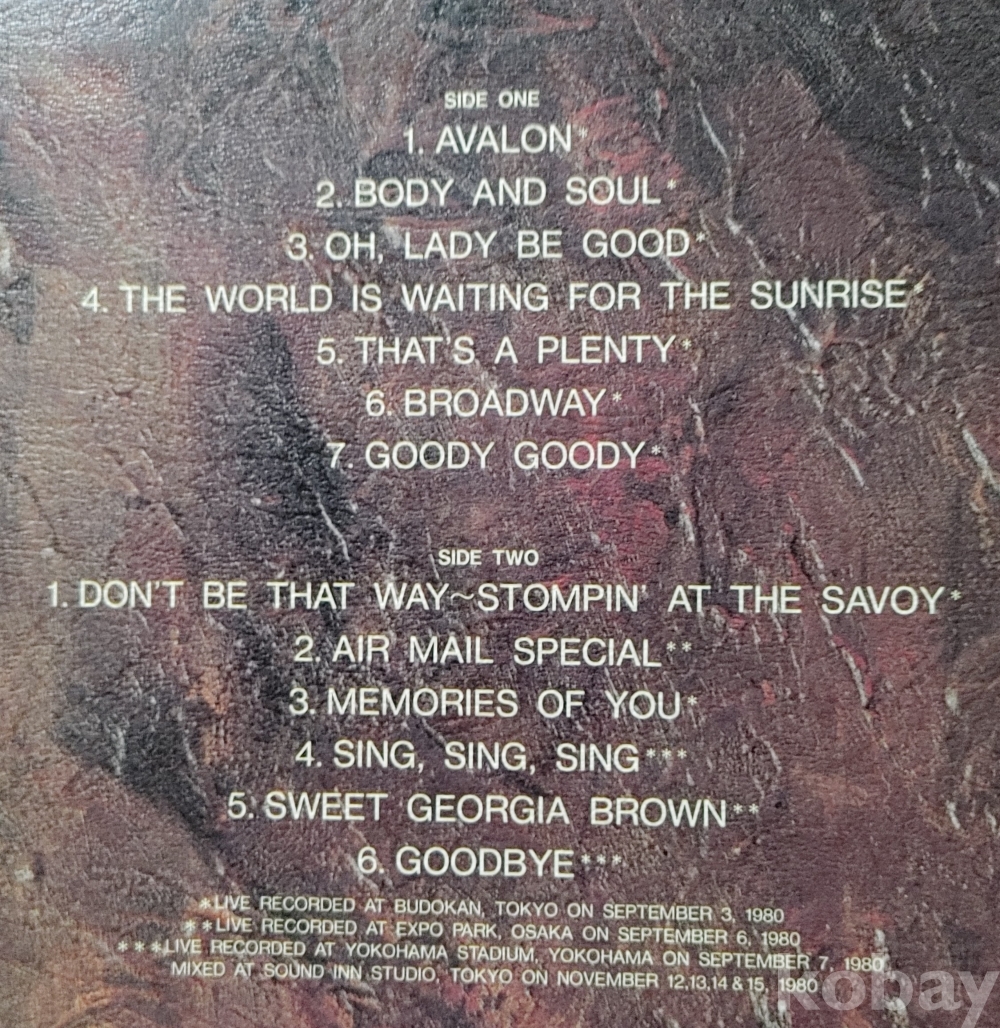 SIDE ONE
1. AVALON*
2. BODY AND SOUL*
3. OH, LADY BE GOOD*
4. THE WORLD IS WAITING FOR THE SUNRISE*
5. THAT'S A PLENTY*
6. BROADWAY*
7. GOODY GOODY*
SIDE TWO
1. DON'T BE THAT WAY~STOMPIN' AT THE SAVOY*
2. AIR MAIL SPECIAL**
3. MEMORIES OF YOU*
4. SING, SING, SING***
5. SWEET GEORGIA BROWN**
6. GOODBYE***
*LIVE RECORDED AT BUDOKAN, TOKYO ON SEPTEMBER 3, 1980
**LIVE RECORDED AT EXPO PARK, OSAKA ON SEPTEMBER 6, 1980
***LIVE RECORDED AT YOKOHAMA STADIUM, YOKOHAMA ON SEPTEMBER 7, 1980
MIXED AT SOUND INN STUDIO, TOKYO ON NOVEMBER 12,13,14 & 15, 1980
kobay